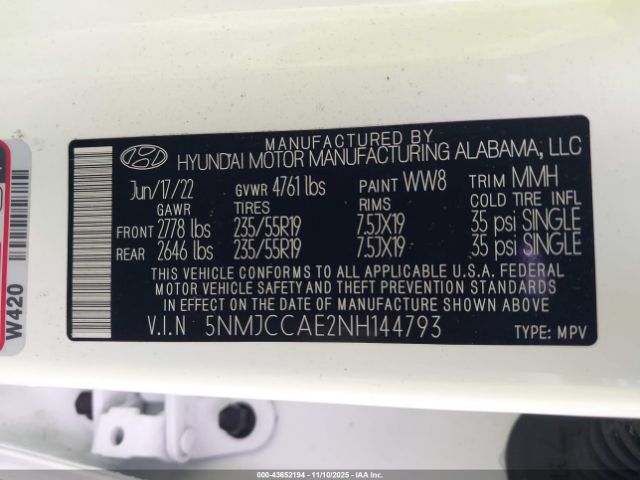 MANUFACTURED BY
HYUNDAI MOTOR MANUFACTURING ALABAMA, LLC
Jun/17/22 GVWR 4761 lbs PAINT WW8 TRIM MMH
GAWR TIRES RIMS COLD TIRE INFL
FRONT 2778 lbs 235/55R19 7.5JX19 35 psi SINGLE
REAR 2646 lbs 235/55R19 7.5JX19 35 psi SINGLE
THIS VEHICLE CONFORMS TO ALL APPLICABLE U.S.A. FEDERAL
MOTOR VEHICLE SAFETY AND THEFT PREVENTION STANDARDS
IN EFFECT ON THE DATE OF MANUFACTURE SHOWN ABOVE
V.I.N 5NMJCCAE2NH144793 TYPE: MPV
W420
000-43652194 — 11/10/2025 — IAAI.COM